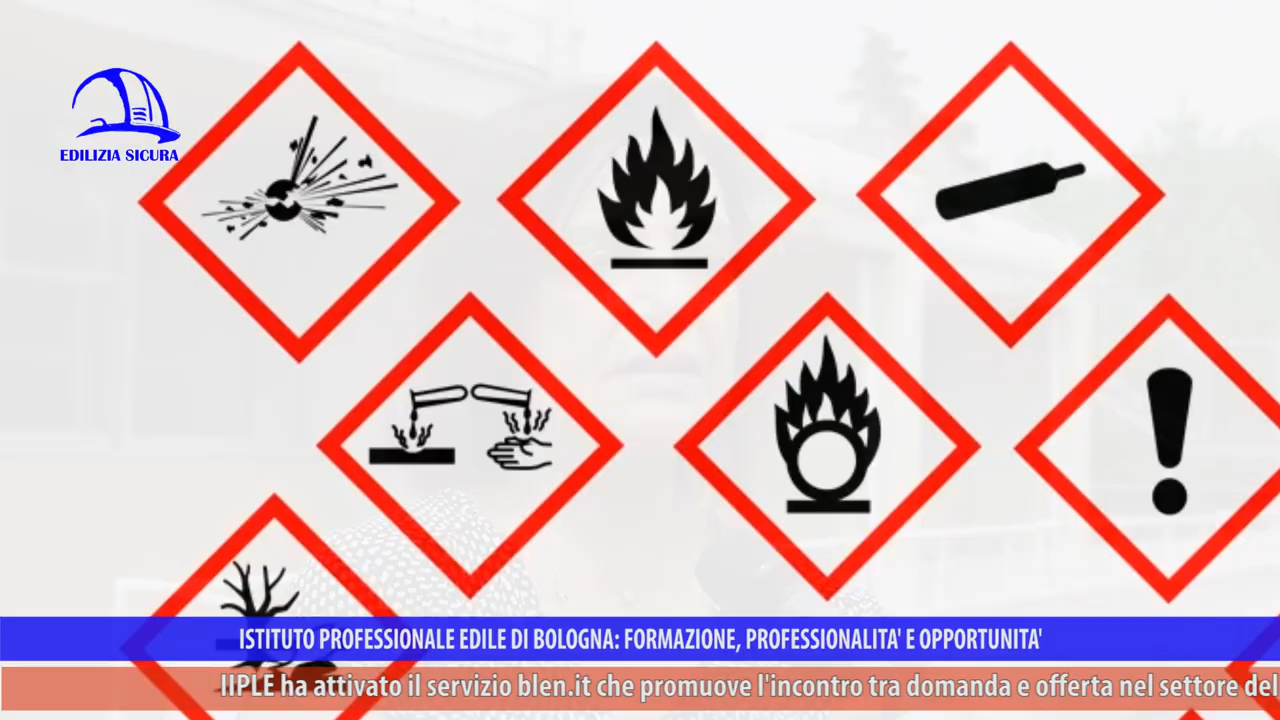 EDILIZIA SICURA
ISTITUTO PROFESSIONALE EDILE DI BOLOGNA: FORMAZIONE, PROFESSIONALITA' E OPPORTUNITA'
IIPLE ha attivato il servizio blen.it che promuove l'incontro tra domanda e offerta nel settore del